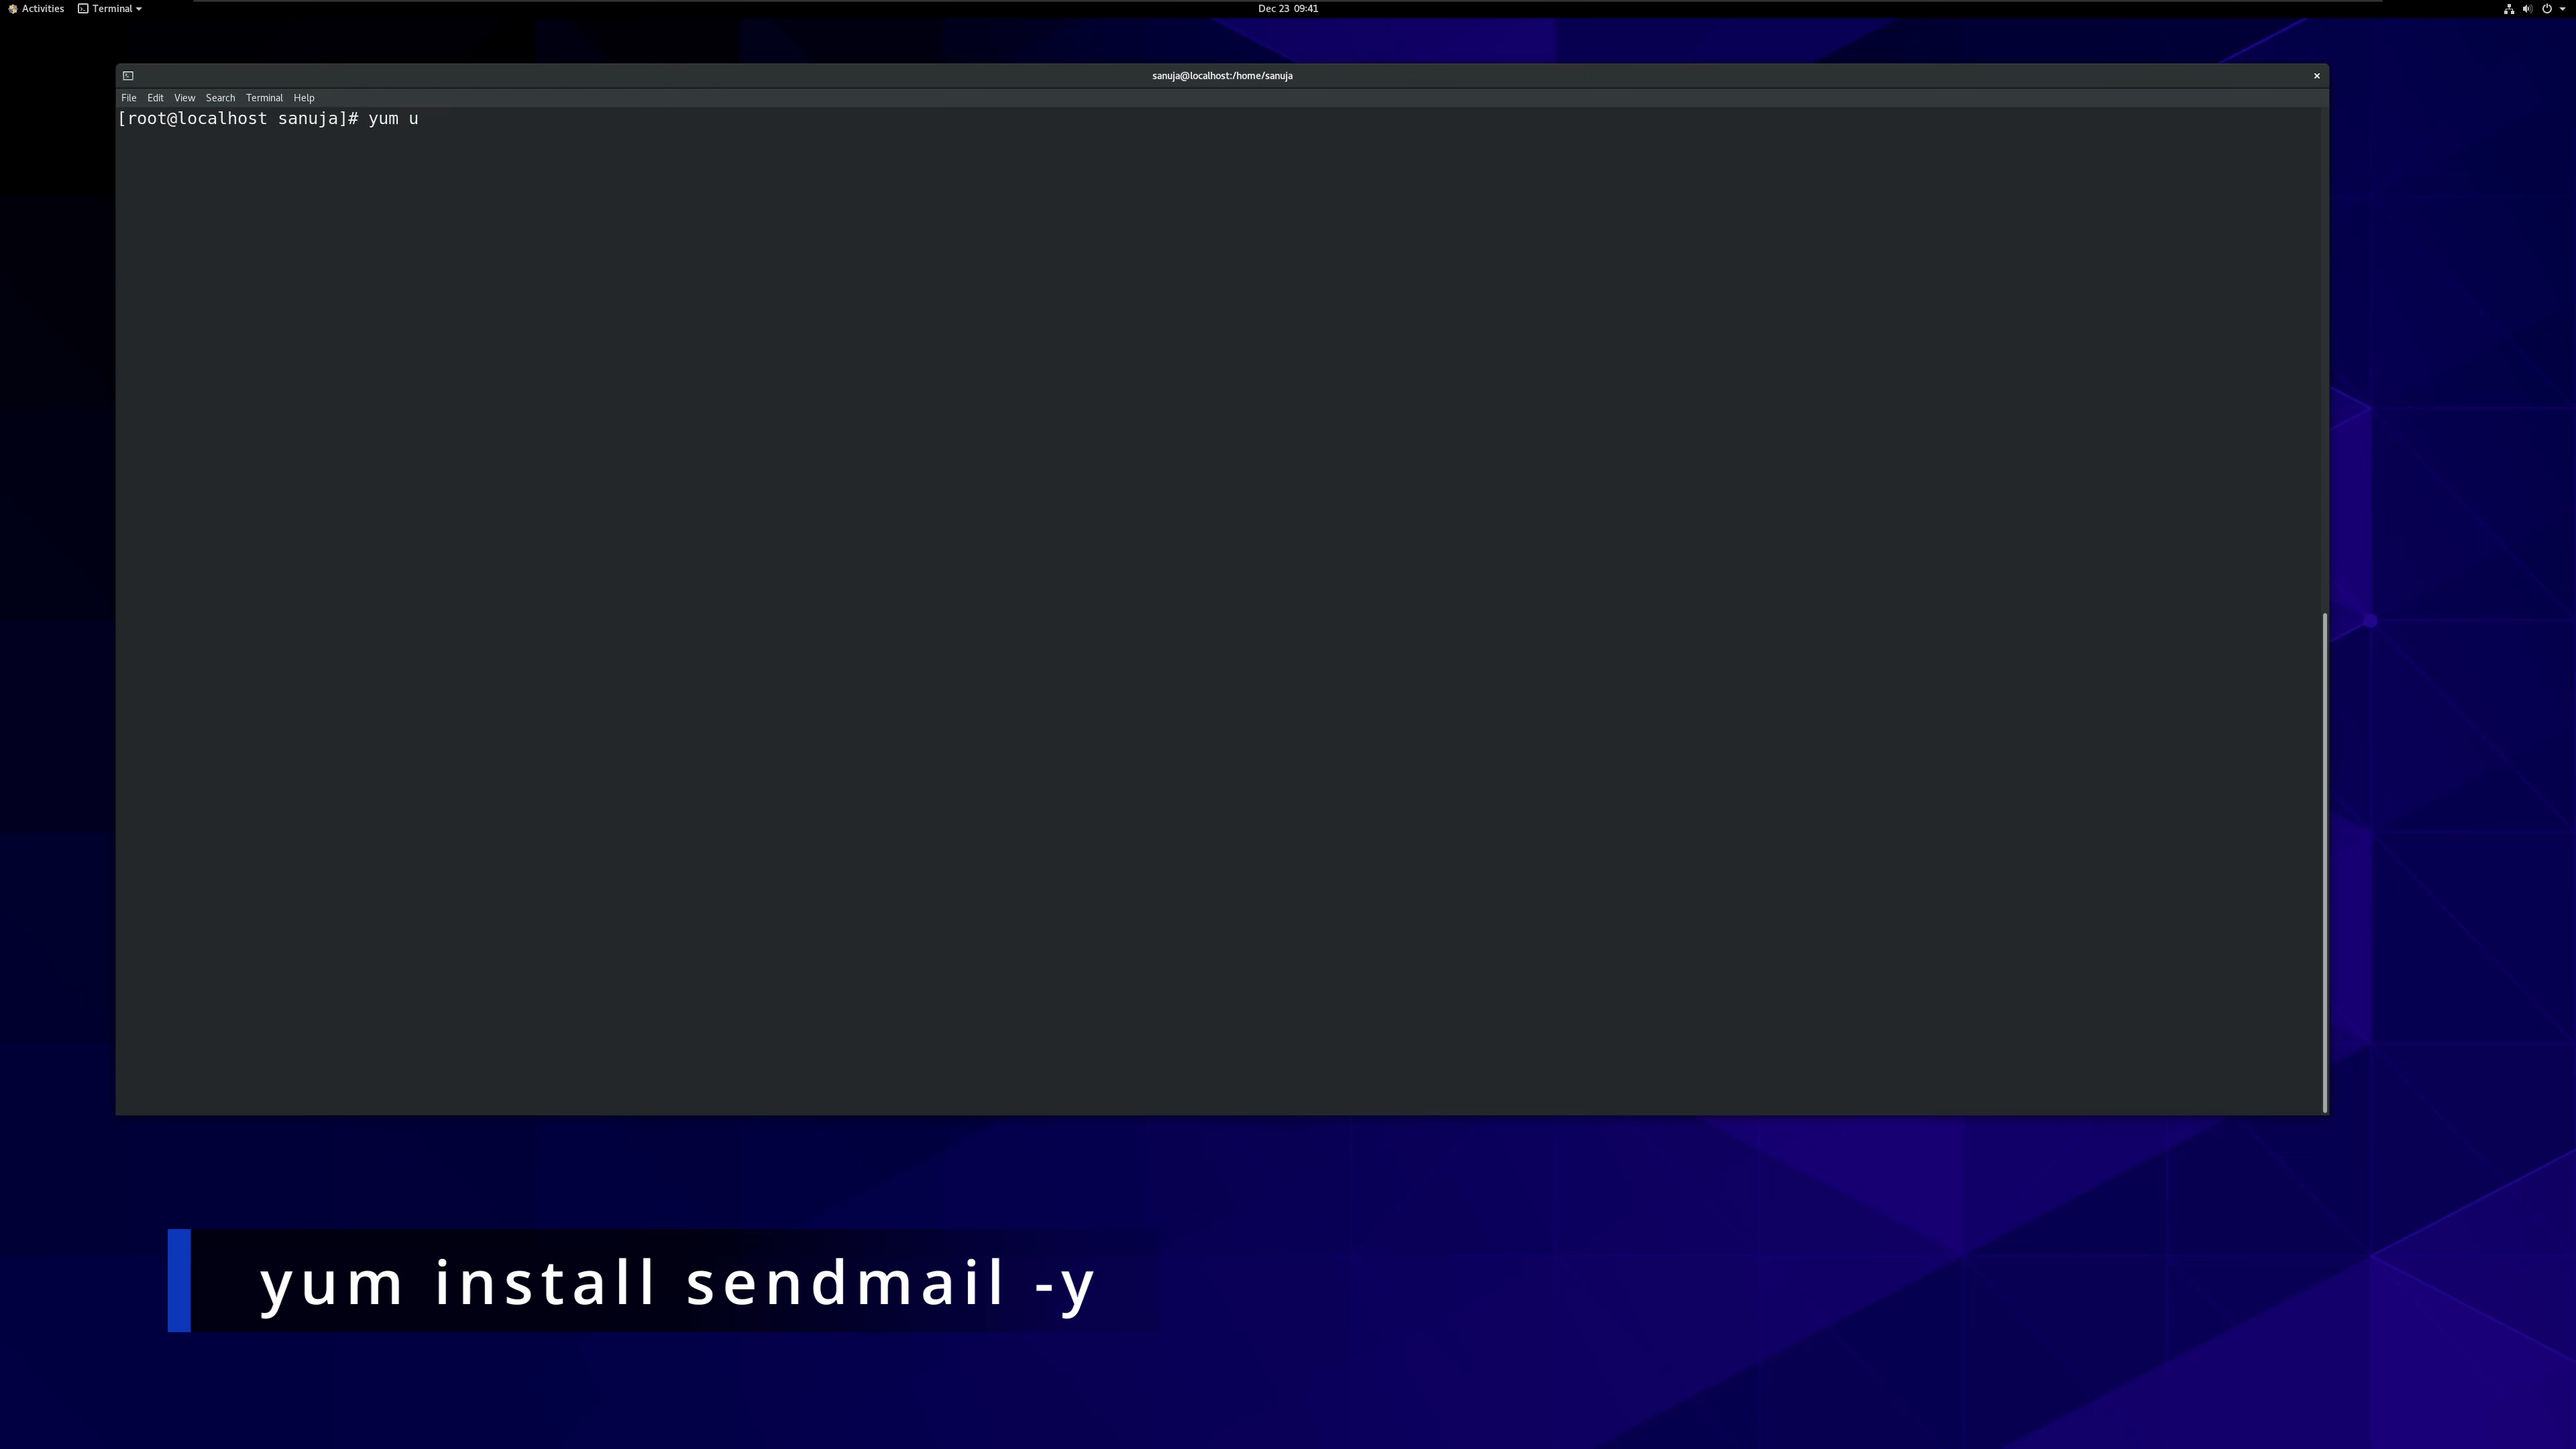 Activities Terminal Dec 23 09:41
sanuja@localhost:/home/sanuja
File Edit View Search Terminal Help
[root@localhost sanuja]# yum u
yum install sendmail -y